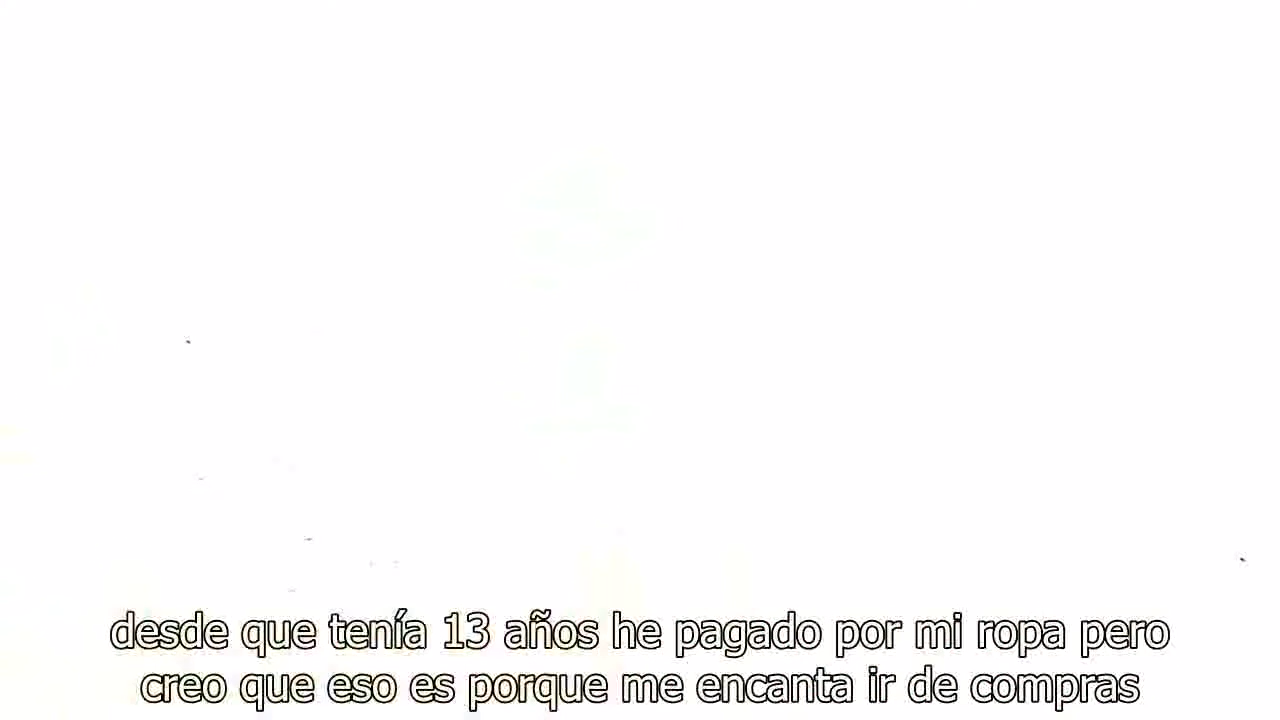 desde que tenía 13 años he pagado por mi ropa pero
creo que eso es porque me encanta ir de compras